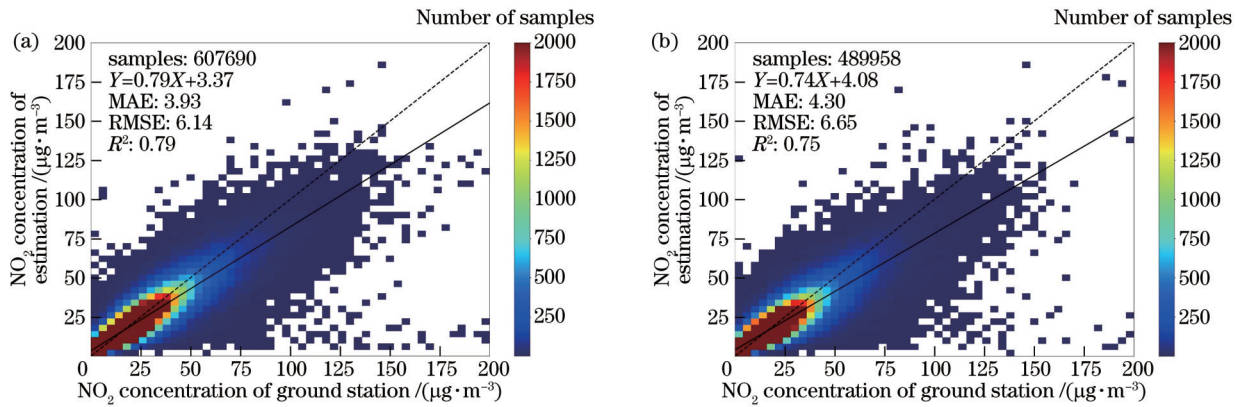 Number of samples
(a)
samples: 607690
Y=0.79X+3.37
MAE: 3.93
RMSE: 6.14
R²: 0.79
NO₂ concentration of
estimation /(μg·m⁻³)
200
175
150
125
100
75
50
25
0 25 50 75 100 125 150 175 200
NO₂ concentration of ground station /(μg·m⁻³)
2000
1750
1500
1250
1000
750
500
250
Number of samples
(b)
samples: 489958
Y=0.74X+4.08
MAE: 4.30
RMSE: 6.65
R²: 0.75
NO₂ concentration of
estimation /(μg·m⁻³)
200
175
150
125
100
75
50
25
0 25 50 75 100 125 150 175 200
NO₂ concentration of ground station /(μg·m⁻³)
2000
1750
1500
1250
1000
750
500
250